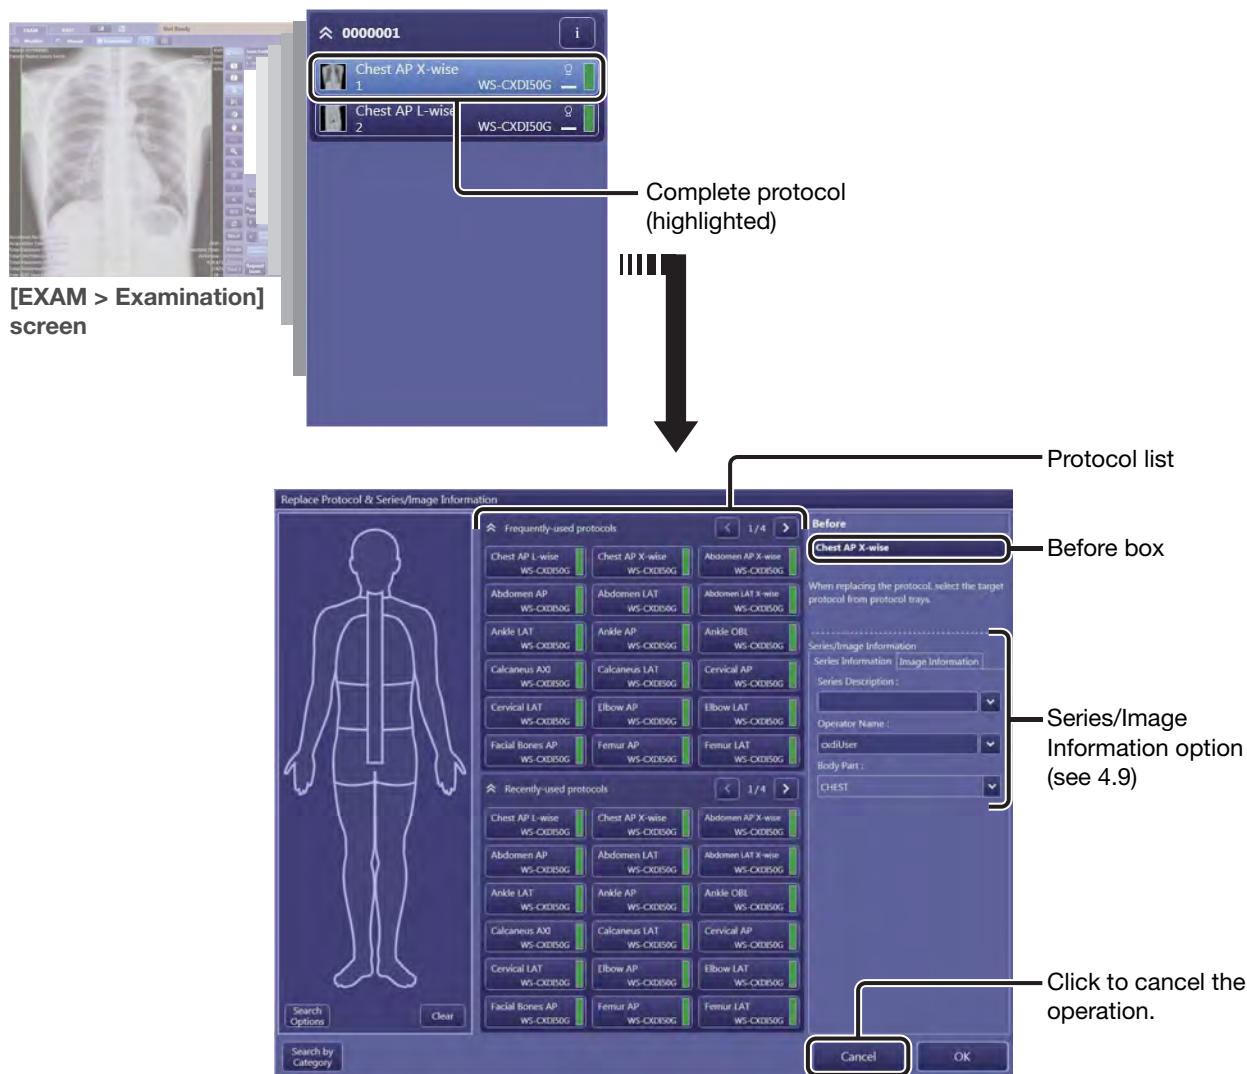 EXAM
Not Ready
Examination
0000001
i
Chest AP X-wise
1
WS-CXDI50G
Chest AP L-wise
2
WS-CXDI50G
Complete protocol
(highlighted)
[EXAM > Examination]
screen
Protocol list
Before box
Series/Image
Information option
(see 4.9)
Click to cancel the
operation.
Replace Protocol & Series/Image Information
Search
Options
Clear
Search by
Category
Frequently-used protocols
1/4
Chest AP L-wise
WS-CXDI50G
Chest AP X-wise
WS-CXDI50G
Abdomen AP X-wise
WS-CXDI50G
Abdomen AP
WS-CXDI50G
Abdomen LAT
WS-CXDI50G
Abdomen LAT X-wise
WS-CXDI50G
Ankle LAT
WS-CXDI50G
Ankle AP
WS-CXDI50G
Ankle OBL
WS-CXDI50G
Calcaneus AXI
WS-CXDI50G
Calcaneus LAT
WS-CXDI50G
Cervical AP
WS-CXDI50G
Cervical LAT
WS-CXDI50G
Elbow AP
WS-CXDI50G
Elbow LAT
WS-CXDI50G
Facial Bones AP
WS-CXDI50G
Femur AP
WS-CXDI50G
Femur LAT
WS-CXDI50G
Recently-used protocols
1/4
Chest AP L-wise
WS-CXDI50G
Chest AP X-wise
WS-CXDI50G
Abdomen AP X-wise
WS-CXDI50G
Abdomen AP
WS-CXDI50G
Abdomen LAT
WS-CXDI50G
Abdomen LAT X-wise
WS-CXDI50G
Ankle LAT
WS-CXDI50G
Ankle AP
WS-CXDI50G
Ankle OBL
WS-CXDI50G
Calcaneus AXI
WS-CXDI50G
Calcaneus LAT
WS-CXDI50G
Cervical AP
WS-CXDI50G
Cervical LAT
WS-CXDI50G
Elbow AP
WS-CXDI50G
Elbow LAT
WS-CXDI50G
Facial Bones AP
WS-CXDI50G
Femur AP
WS-CXDI50G
Femur LAT
WS-CXDI50G
Before
Chest AP X-wise
When replacing the protocol, select the target
protocol from protocol trays.
Series/Image Information
Series Information
Image Information
Series Description :
Operator Name :
cxdiUser
Body Part :
CHEST
Cancel
OK